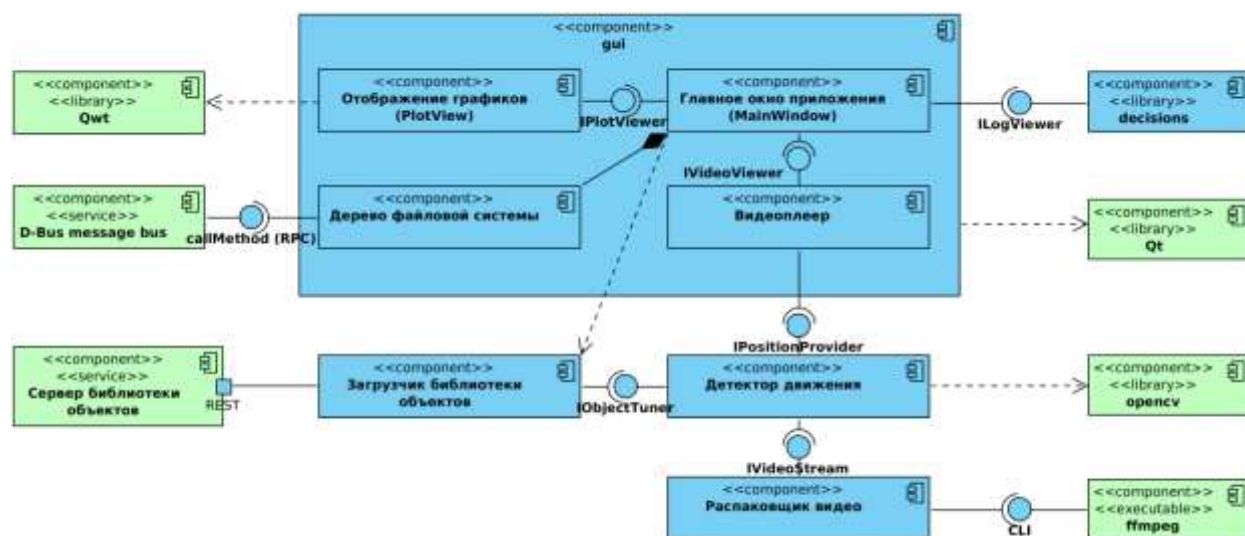 <<component>>
gui
<<component>>
<<library>>
Qwt
<<component>>
Отображение графиков
(PlotView)
IPlotViewer
<<component>>
Главное окно приложения
(MainWindow)
ILogViewer
<<component>>
<<library>>
decisions
IVideoViewer
<<component>>
<<service>>
D-Bus message bus
callMethod (RPC)
<<component>>
Дерево файловой системы
<<component>>
Видеоплеер
<<component>>
<<library>>
Qt
IPositionProvider
<<component>>
<<service>>
Сервер библиотеки
объектов
REST
<<component>>
Загрузчик библиотеки
объектов
IObjectTuner
<<component>>
Детектор движения
<<component>>
<<library>>
opencv
IVideoStream
<<component>>
Распаковщик видео
CLI
<<component>>
<<executable>>
ffmpeg